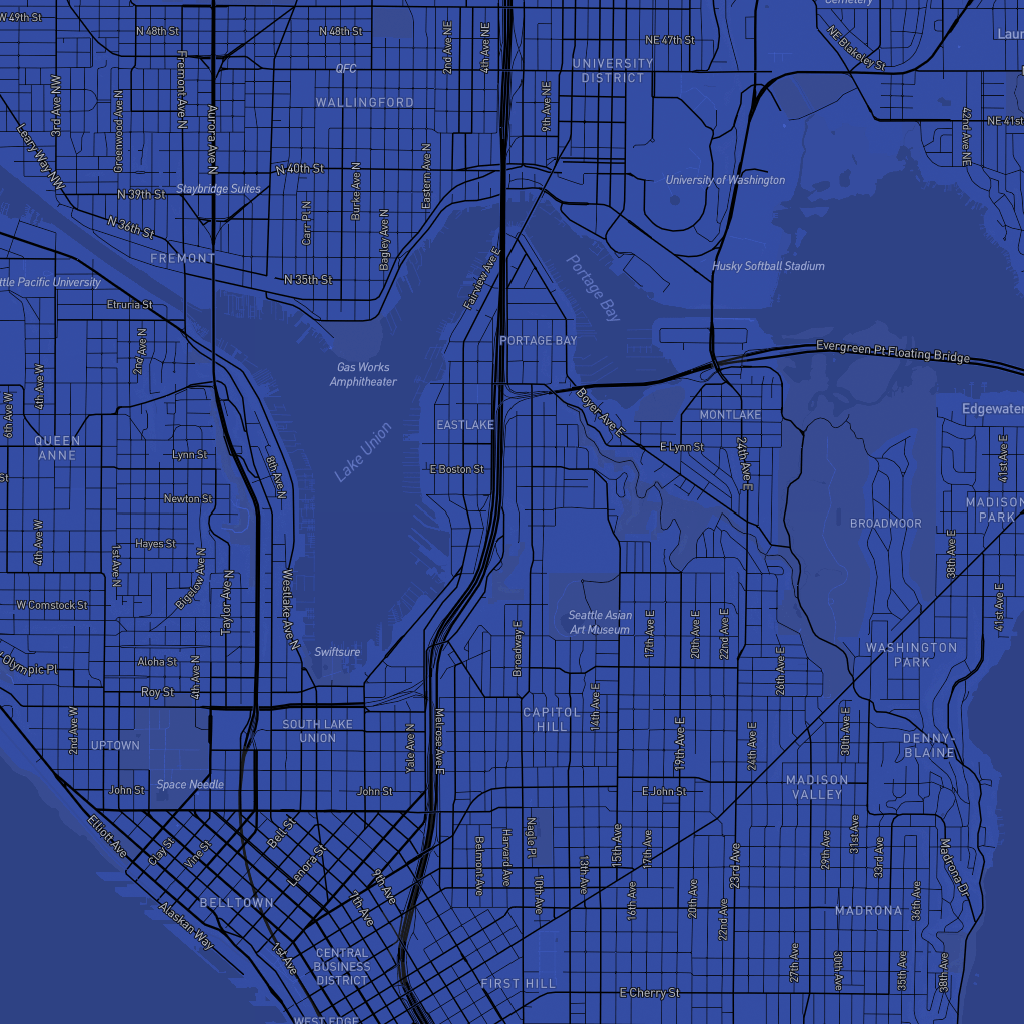 W 49th St
N 48th St
N 48th St
2nd Ave NE
4th Ave NE
NE 47th St
NE Blakeley St
Fremont Ave N
QFC
UNIVERSITY
DISTRICT
3rd Ave NW
Greenwood Ave N
Aurora Ave N
WALLINGFORD
9th Ave NE
42nd Ave NE
NE 41st
Leary Way NW
N 40th St
Eastern Ave N
Burke Ave N
N 39th St
Staybridge Suites
University of Washington
N 36th St
Carr Pl N
Bagley Ave N
FREMONT
Fairview Ave E
Portage Bay
Husky Softball Stadium
ttle Pacific University
N 35th St
Etruria St
2nd Ave N
PORTAGE BAY
Evergreen Pt Floating Bridge
Gas Works
Amphitheater
4th Ave W
6th Ave W
Boyer Ave E
MONTLAKE
Edgewater
EASTLAKE
QUEEN
ANNE
Lake Union
E Lynn St
24th Ave E
41st Ave E
Lynn St
8th Ave N
E Boston St
St
Newton St
MADISON
PARK
BROADMOOR
4th Ave W
Hayes St
1st Ave N
38th Ave E
Bigelow Ave N
Taylor Ave N
Westlake Ave N
W Comstock St
Seattle Asian
Art Museum
17th Ave E
20th Ave E
22nd Ave E
41st Ave E
Broadway E
Swiftsure
WASHINGTON
PARK
Olympic Pl
Aloha St
4th Ave N
26th Ave E
Roy St
14th Ave E
CAPITOL
HILL
2nd Ave W
UPTOWN
SOUTH LAKE
UNION
Yale Ave N
Melrose Ave E
19th Ave E
24th Ave E
30th Ave E
DENNY-
BLAINE
Space Needle
John St
John St
E John St
MADISON
VALLEY
Elliott Ave
Clay St
Vine St
Bell St
Lenora St
Belmont Ave
Harvard Ave
Nagle Pl
10th Ave
13th Ave
15th Ave
17th Ave
23rd Ave
29th Ave
31st Ave
33rd Ave
Madrona Dr
9th Ave
7th Ave
BELLTOWN
Alaskan Way
16th Ave
20th Ave
22nd Ave
MADRONA
36th Ave
1st Ave
CENTRAL
BUSINESS
DISTRICT
27th Ave
30th Ave
35th Ave
38th Ave
FIRST HILL
E Cherry St
WEST EDGE